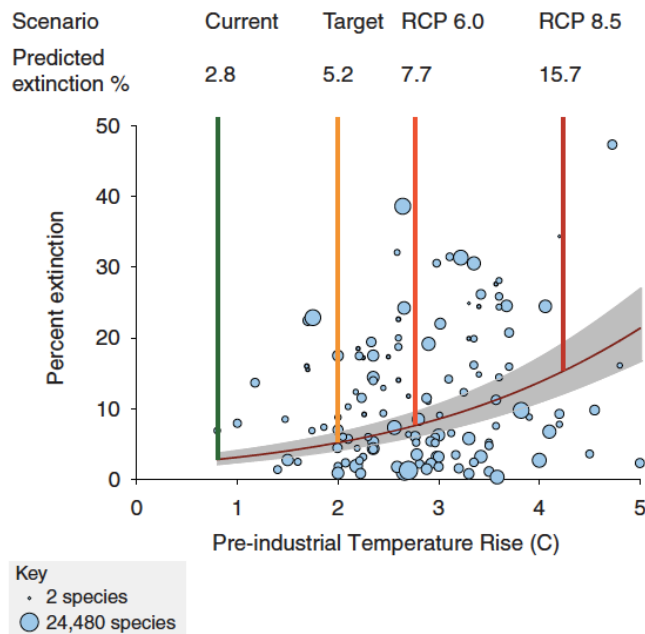 Scenario Current Target RCP 6.0 RCP 8.5
Predicted
extinction % 2.8 5.2 7.7 15.7
50
40
30
20
10
0
Percent extinction
0 1 2 3 4 5
Pre-industrial Temperature Rise (C)
Key
2 species
24,480 species